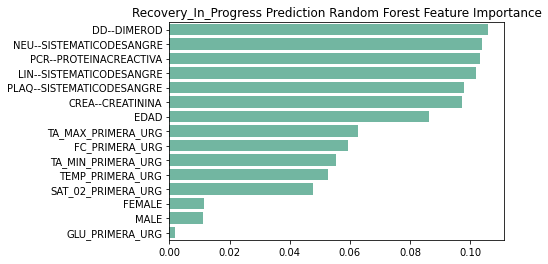 Recovery_In_Progress Prediction Random Forest Feature Importance
DD--DIMEROD
NEU--SISTEMATICODESANGRE
PCR--PROTEINACREACTIVA
LIN--SISTEMATICODESANGRE
PLAQ--SISTEMATICODESANGRE
CREA--CREATININA
EDAD
TA_MAX_PRIMERA_URG
FC_PRIMERA_URG
TA_MIN_PRIMERA_URG
TEMP_PRIMERA_URG
SAT_02_PRIMERA_URG
FEMALE
MALE
GLU_PRIMERA_URG
0.00 0.02 0.04 0.06 0.08 0.10